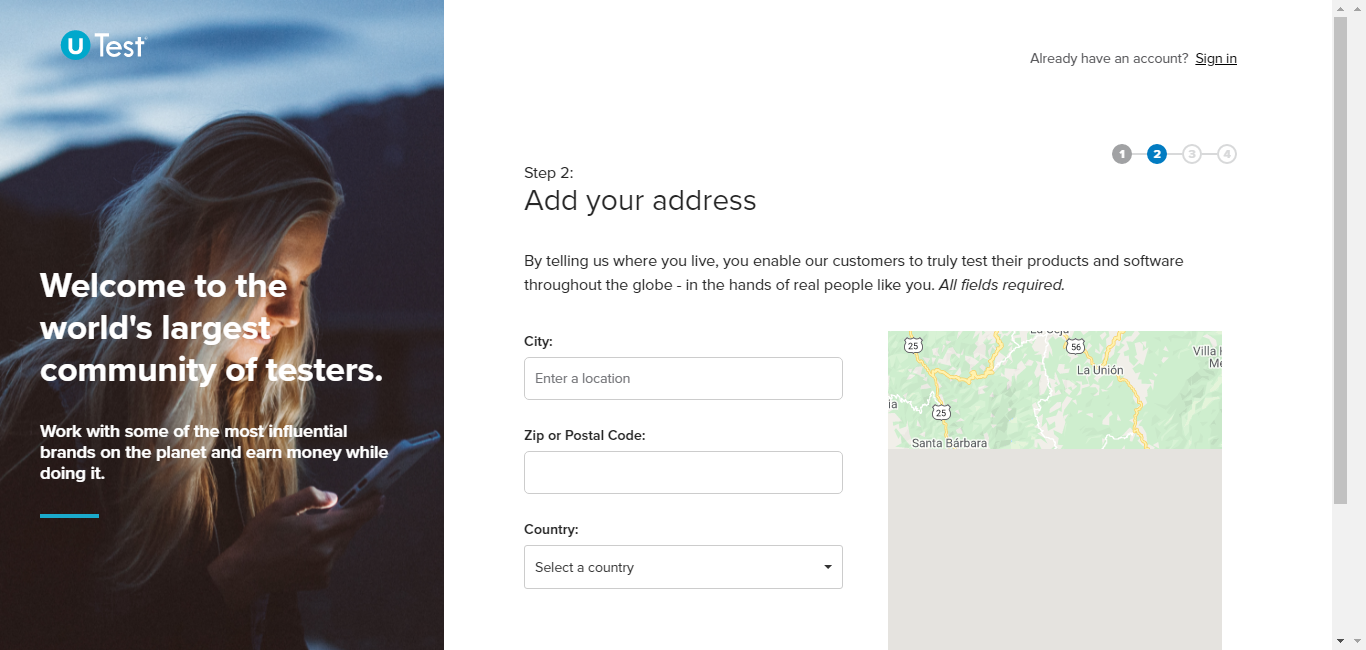 U Test
Already have an account? Sign in
1 2 3 4
Step 2:
Add your address
Welcome to the
world's largest
community of testers.
Work with some of the most influential
brands on the planet and earn money while
doing it.
By telling us where you live, you enable our customers to truly test their products and software
throughout the globe - in the hands of real people like you. All fields required.
City:
Enter a location
Zip or Postal Code:
Country:
Select a country
La Ceja
25
56
Villa
La Unión
25
Santa Bárbara